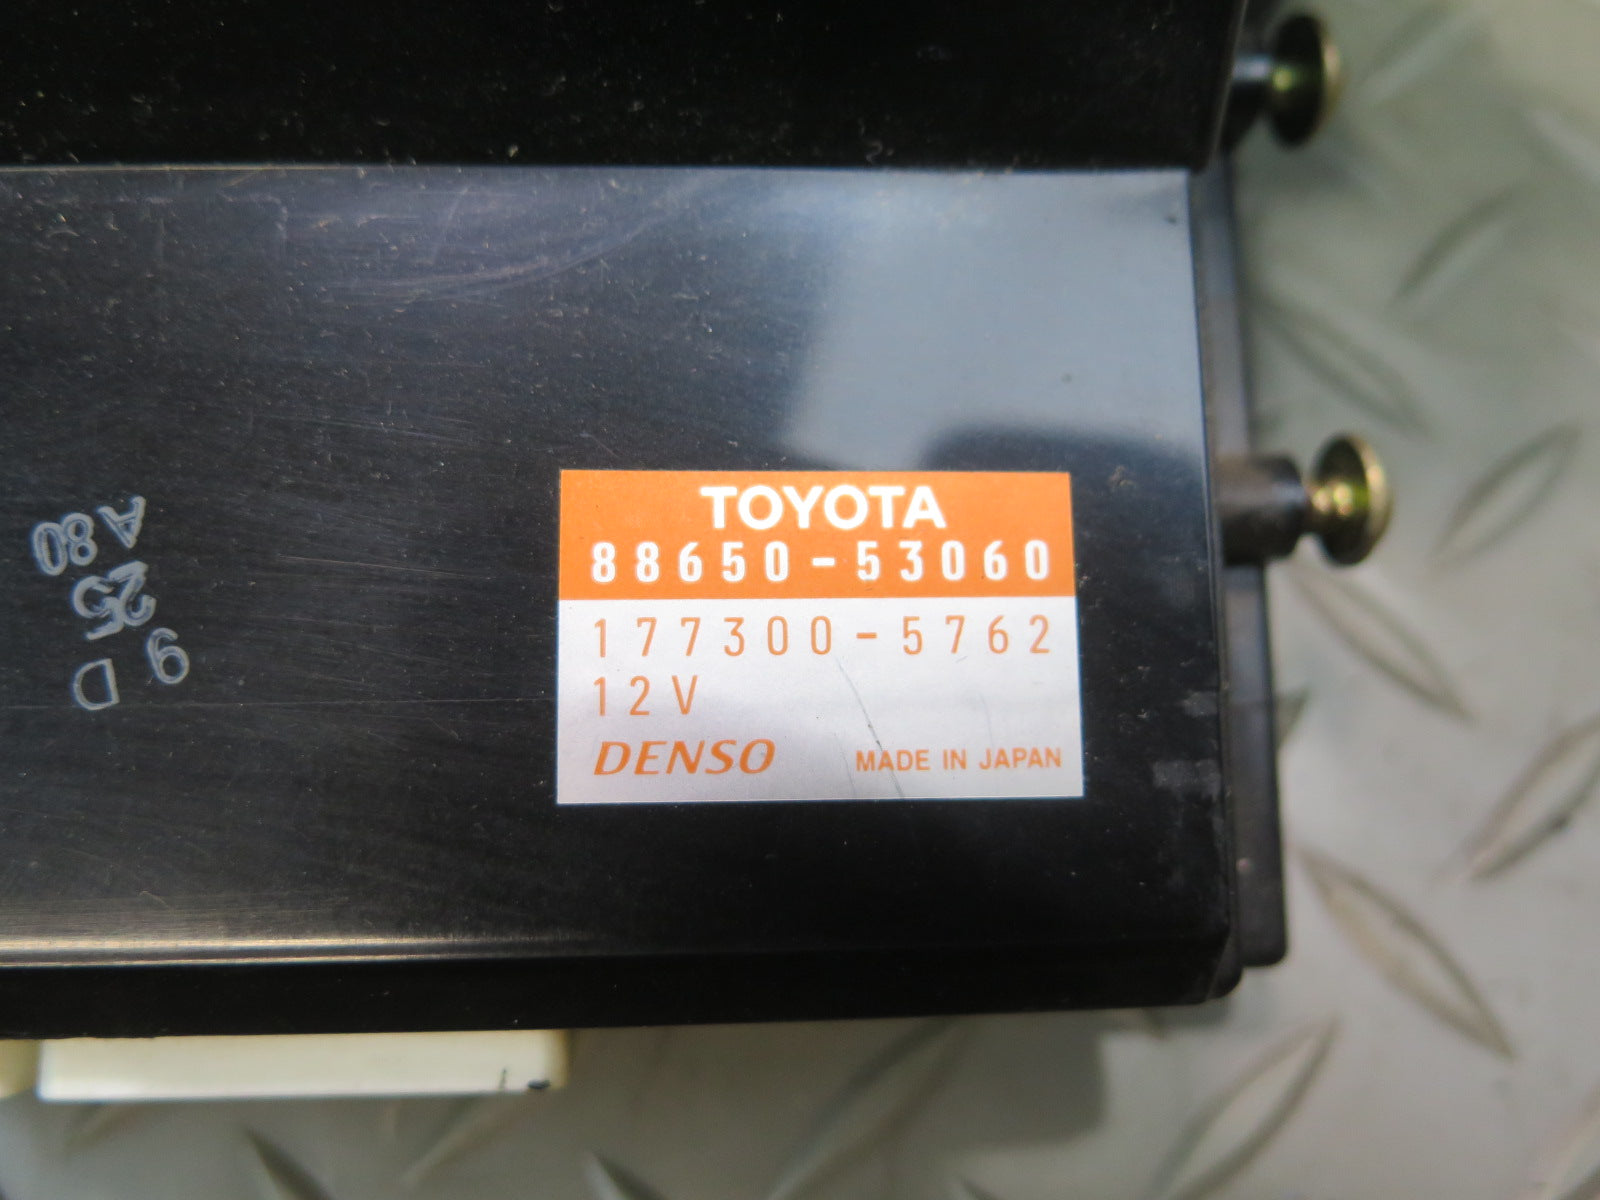 TOYOTA
88650-53060
177300-5762
12V
DENSO MADE IN JAPAN
9 D
25
A80